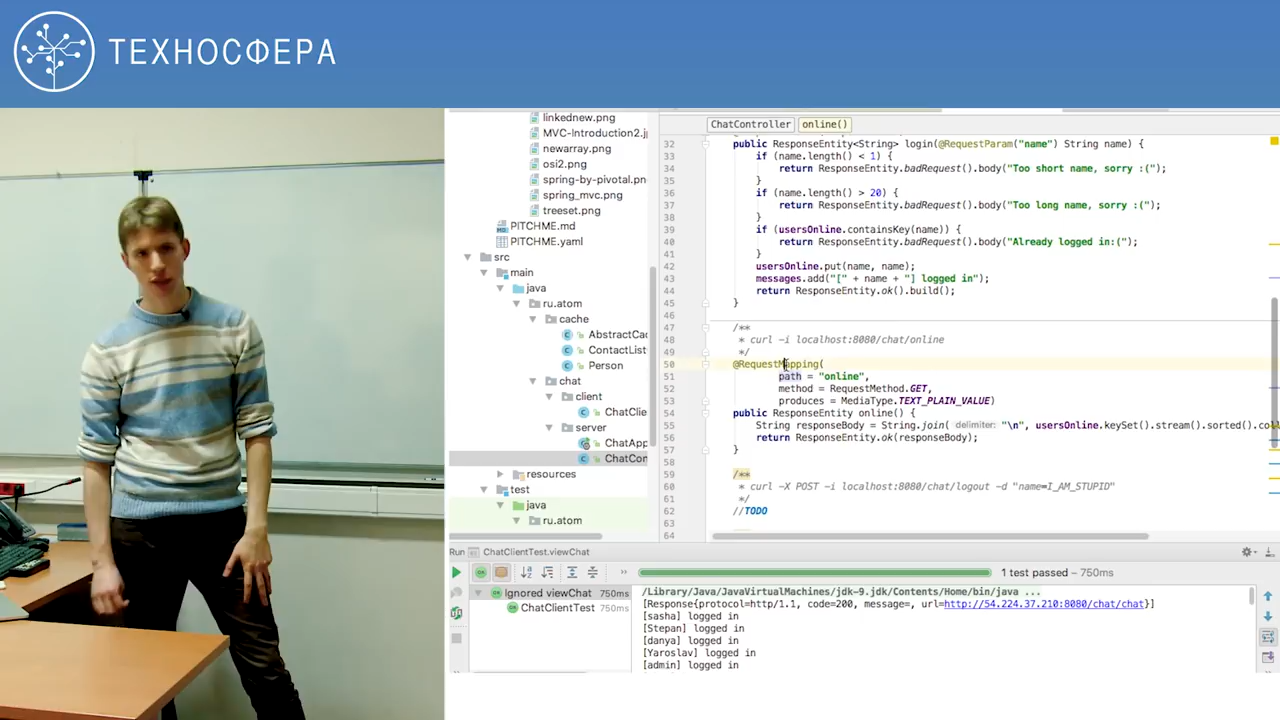 ТЕХНОСФЕРА
linkednew.png
MVC-Introduction2.j
newarray.png
osi2.png
spring-by-pivotal.pn
spring_mvc.png
treeset.png
PITCHME.md
PITCHME.yaml
src
main
java
ru.atom
cache
AbstractCa
ContactList
Person
chat
client
ChatClie
server
ChatApp
ChatCon
resources
test
java
ru.atom
ChatController online()
32 public ResponseEntity<String> login(@RequestParam("name") String name) {
33 if (name.length() < 1) {
34 return ResponseEntity.badRequest().body("Too short name, sorry :(");
35 }
36 if (name.length() > 20) {
37 return ResponseEntity.badRequest().body("Too long name, sorry :(");
38 }
39 if (usersOnline.containsKey(name)) {
40 return ResponseEntity.badRequest().body("Already logged in:(");
41 }
42 usersOnline.put(name, name);
43 messages.add("[" + name + "] logged in");
44 return ResponseEntity.ok().build();
45 }
46
47 /**
48 * curl -i localhost:8080/chat/online
49 */
50 @RequestMapping(
51 path = "online",
52 method = RequestMethod.GET,
53 produces = MediaType.TEXT_PLAIN_VALUE)
54 public ResponseEntity online() {
55 String responseBody = String.join( delimiter: "\n", usersOnline.keySet().stream().sorted().col
56 return ResponseEntity.ok(responseBody);
57 }
58
59 /**
60 * curl -X POST -i localhost:8080/chat/logout -d "name=I_AM_STUPID"
61 */
62 //TODO
63
64
Run ChatClientTest.viewChat
1 test passed – 750ms
Ignored viewChat 750ms
ChatClientTest 750ms
/Library/Java/JavaVirtualMachines/jdk-9.jdk/Contents/Home/bin/java ...
[Response{protocol=http/1.1, code=200, message=, url=http://54.224.37.210:8080/chat/chat}]
[sasha] logged in
[Stepan] logged in
[danya] logged in
[Yaroslav] logged in
[admin] logged in